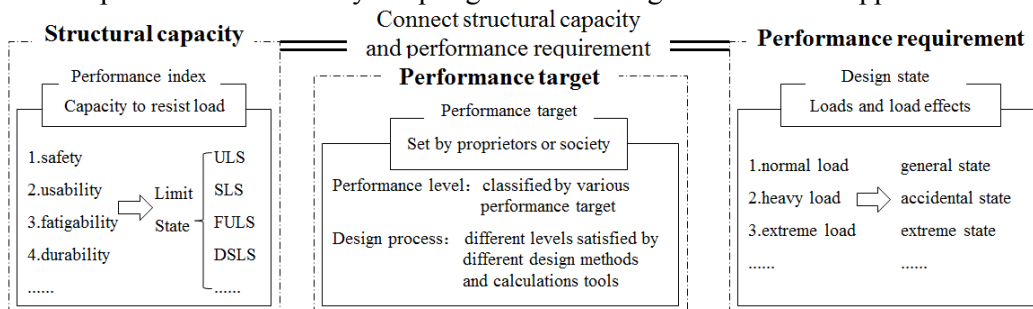 Structural capacity
Performance index
Capacity to resist load
1.safety
2.usability
3.fatigability
4.durability
......
Limit
State
ULS
SLS
FULS
DSLS
......
Connect structural capacity
and performance requirement
Performance target
Performance target
Set by proprietors or society
Performance level: classified by various
performance target
Design process: different levels satisfied by
different design methods
and calculations tools
Performance requirement
Design state
Loads and load effects
1.normal load
2.heavy load
3.extreme load
......
general state
accidental state
extreme state
......